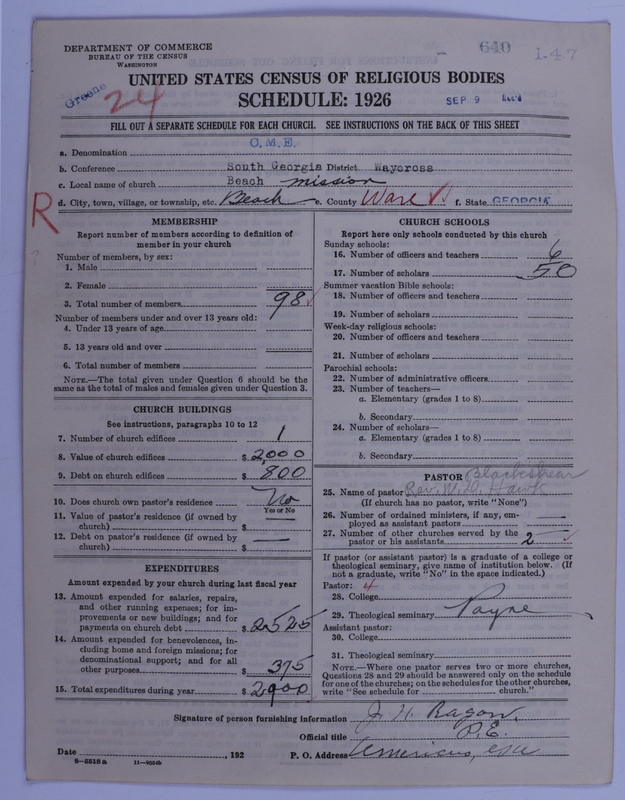 DEPARTMENT OF COMMERCE
BUREAU OF THE CENSUS
WASHINGTON
640
1-47
UNITED STATES CENSUS OF RELIGIOUS BODIES
Greene
24
SCHEDULE: 1926
SEP 9 Rec'd
FILL OUT A SEPARATE SCHEDULE FOR EACH CHURCH. SEE INSTRUCTIONS ON THE BACK OF THIS SHEET
a. Denomination C.M.E.
b. Conference South Georgia District Waycross
c. Local name of church Beach mission
R
d. City, town, village, or township, etc. Beach e. County Ware f. State GEORGIA
MEMBERSHIP
Report number of members according to definition of
member in your church
Number of members, by sex:
1. Male
2. Female
3. Total number of members 98
Number of members under and over 13 years old:
4. Under 13 years of age
5. 13 years old and over
6. Total number of members
NOTE.—The total given under Question 6 should be the
same as the total of males and females given under Question 3.
CHURCH BUILDINGS
See instructions, paragraphs 10 to 12
7. Number of church edifices 1
8. Value of church edifices $ 2,000
9. Debt on church edifices $ 800
10. Does church own pastor's residence No
Yes or No
11. Value of pastor's residence (if owned by
church) $
12. Debt on pastor's residence (if owned by
church) $
EXPENDITURES
Amount expended by your church during last fiscal year
13. Amount expended for salaries, repairs,
and other running expenses; for im-
provements or new buildings; and for
payments on church debt $ 2525
14. Amount expended for benevolences, in-
cluding home and foreign missions; for
denominational support; and for all
other purposes $ 375
15. Total expenditures during year $ 2900
CHURCH SCHOOLS
Report here only schools conducted by this church
Sunday schools:
16. Number of officers and teachers 6
17. Number of scholars 50
Summer vacation Bible schools:
18. Number of officers and teachers
19. Number of scholars
Week-day religious schools:
20. Number of officers and teachers
21. Number of scholars
Parochial schools:
22. Number of administrative officers
23. Number of teachers—
a. Elementary (grades 1 to 8)
b. Secondary
24. Number of scholars—
a. Elementary (grades 1 to 8)
b. Secondary
PASTOR Blackshear
25. Name of pastor Rev. W. W. Hawk
(If church has no pastor, write "None")
26. Number of ordained ministers, if any, em-
ployed as assistant pastors
27. Number of other churches served by the
pastor or his assistants 2
If pastor (or assistant pastor) is a graduate of a college or
theological seminary, give name of institution below. (If
not a graduate, write "No" in the space indicated.)
Pastor: 4
28. College
29. Theological seminary Payne
Assistant pastor:
30. College
31. Theological seminary
NOTE.—Where one pastor serves two or more churches,
Questions 28 and 29 should be answered only on the schedule
for one of the churches; on the schedules for the other churches,
write "See schedule for church."
Signature of person furnishing information J. H. Ragow.
Official title P.E.
Date , 192 P. O. Address Americus, Ga
8-5518a 11-9554b